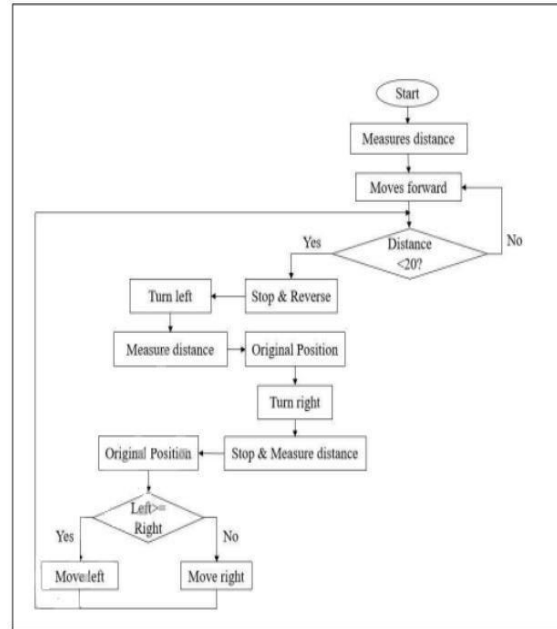 Start
Measures distance
Moves forward
Distance
<20?
Yes
No
Stop & Reverse
Turn left
Measure distance
Original Position
Turn right
Stop & Measure distance
Original Position
Left>=
Right
Yes
No
Move left
Move right